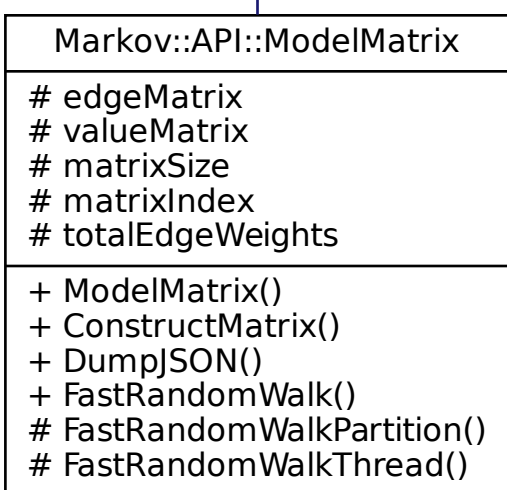 Markov::API::ModelMatrix
# edgeMatrix
# valueMatrix
# matrixSize
# matrixIndex
# totalEdgeWeights
+ ModelMatrix()
+ ConstructMatrix()
+ DumpJSON()
+ FastRandomWalk()
# FastRandomWalkPartition()
# FastRandomWalkThread()